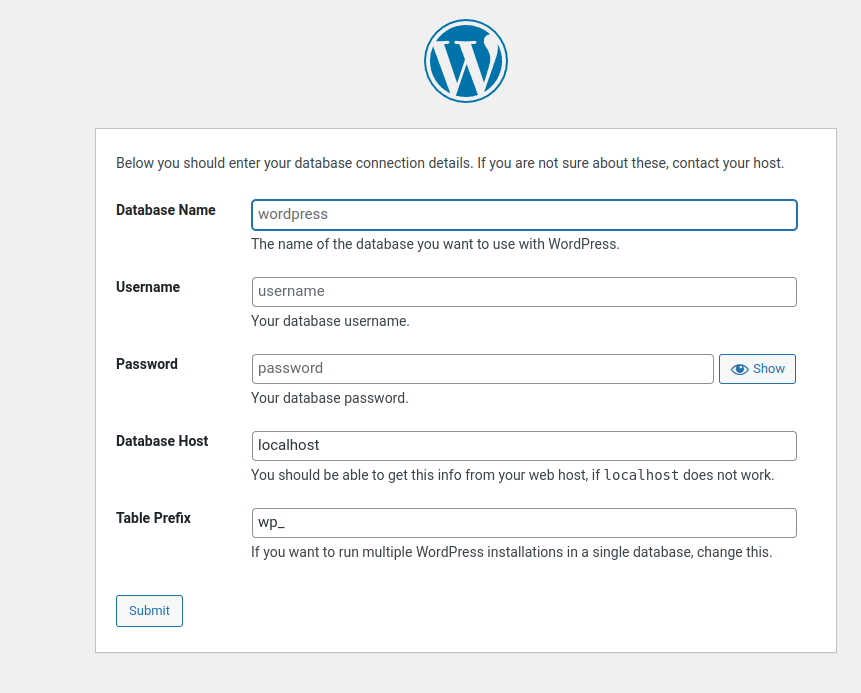 W
Below you should enter your database connection details. If you are not sure about these, contact your host.
Database Name
wordpress
The name of the database you want to use with WordPress.
Username
username
Your database username.
Password
password
Show
Your database password.
Database Host
localhost
You should be able to get this info from your web host, if localhost does not work.
Table Prefix
wp_
If you want to run multiple WordPress installations in a single database, change this.
Submit